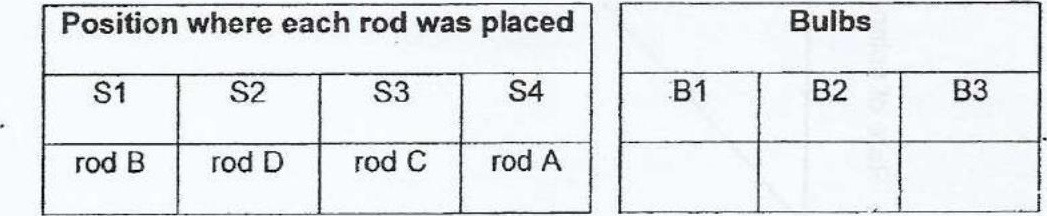 Position where each rod was placed
Bulbs
S1 S2 S3 S4
B1 B2 B3
rod B rod D rod C rod A